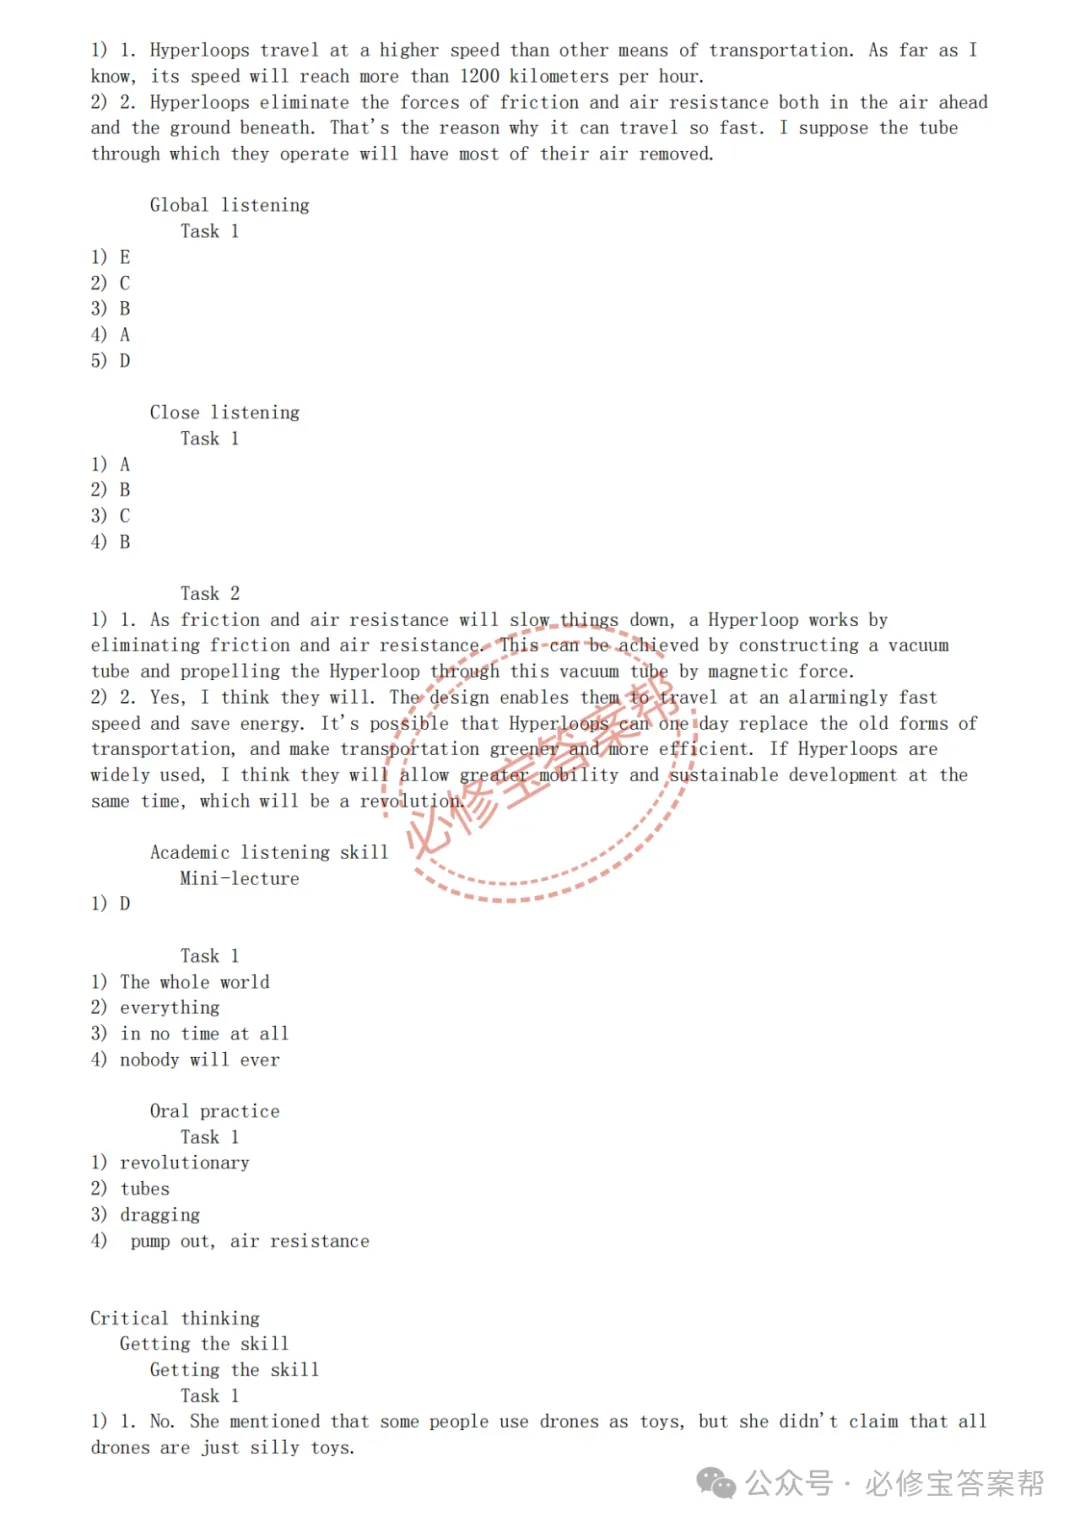 1) 1. Hyperloops travel at a higher speed than other means of transportation. As far as I
know, its speed will reach more than 1200 kilometers per hour.
2) 2. Hyperloops eliminate the forces of friction and air resistance both in the air ahead
and the ground beneath. That's the reason why it can travel so fast. I suppose the tube
through which they operate will have most of their air removed.
Global listening
Task 1
1) E
2) C
3) B
4) A
5) D
Close listening
Task 1
1) A
2) B
3) C
4) B
Task 2
1) 1. As friction and air resistance will slow things down, a Hyperloop works by
eliminating friction and air resistance. This can be achieved by constructing a vacuum
tube and propelling the Hyperloop through this vacuum tube by magnetic force.
2) 2. Yes, I think they will. The design enables them to travel at an alarmingly fast
speed and save energy. It's possible that Hyperloops can one day replace the old forms of
transportation, and make transportation greener and more efficient. If Hyperloops are
widely used, I think they will allow greater mobility and sustainable development at the
same time, which will be a revolution.
必修宝答案帮
Academic listening skill
Mini-lecture
1) D
Task 1
1) The whole world
2) everything
3) in no time at all
4) nobody will ever
Oral practice
Task 1
1) revolutionary
2) tubes
3) dragging
4) pump out, air resistance
Critical thinking
Getting the skill
Getting the skill
Task 1
1) 1. No. She mentioned that some people use drones as toys, but she didn't claim that all
drones are just silly toys.
公众号 · 必修宝答案帮